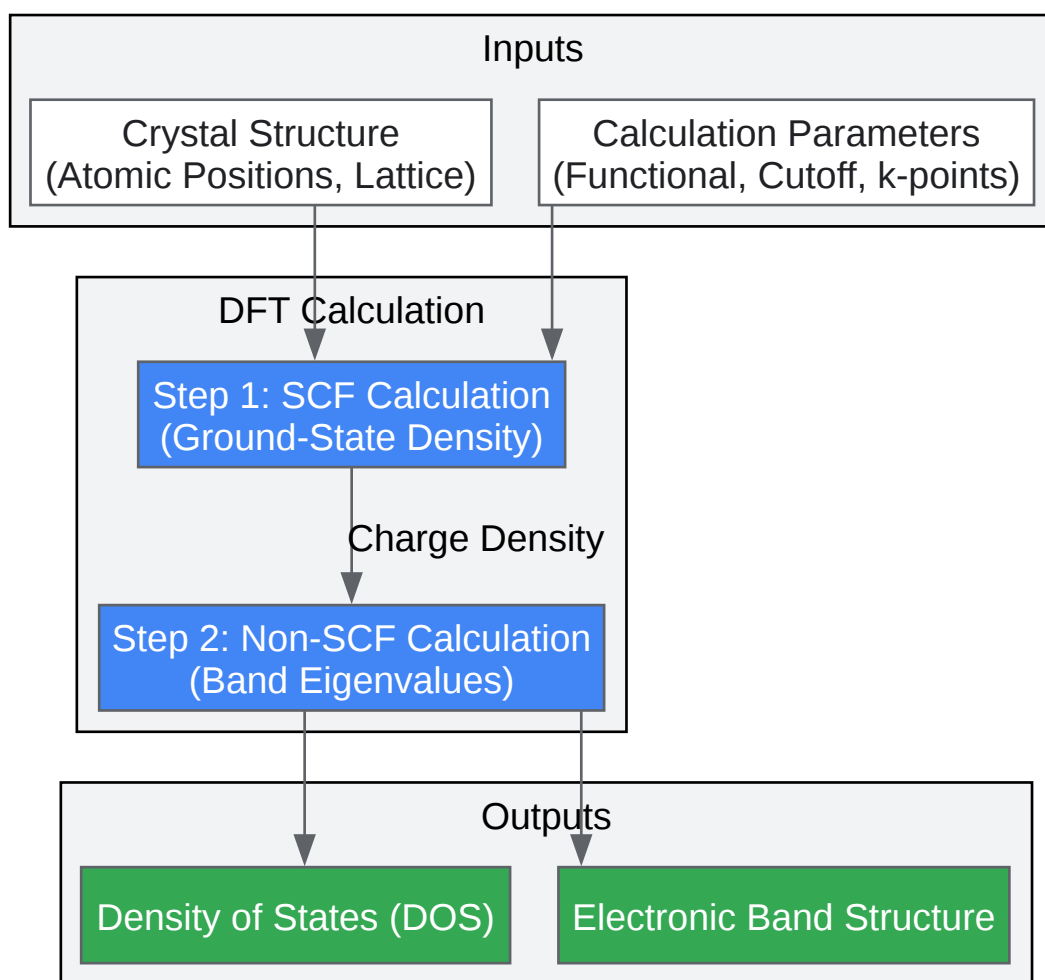 Inputs
Crystal Structure
(Atomic Positions, Lattice)
Calculation Parameters
(Functional, Cutoff, k-points)
DFT Calculation
Step 1: SCF Calculation
(Ground-State Density)
Charge Density
Step 2: Non-SCF Calculation
(Band Eigenvalues)
Outputs
Density of States (DOS)
Electronic Band Structure